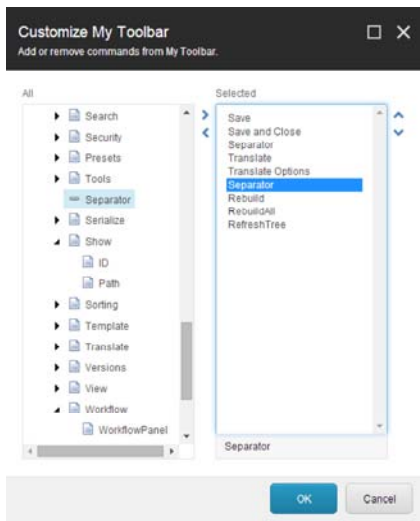 Customize My Toolbar
Add or remove commands from My Toolbar.
All
Search
Security
Presets
Tools
Separator
Serialize
Show
ID
Path
Sorting
Template
Translate
Versions
View
Workflow
WorkflowPanel
Selected
Save
Save and Close
Separator
Translate
Translate Options
Separator
Rebuild
RebuildAll
RefreshTree
Separator
OK
Cancel